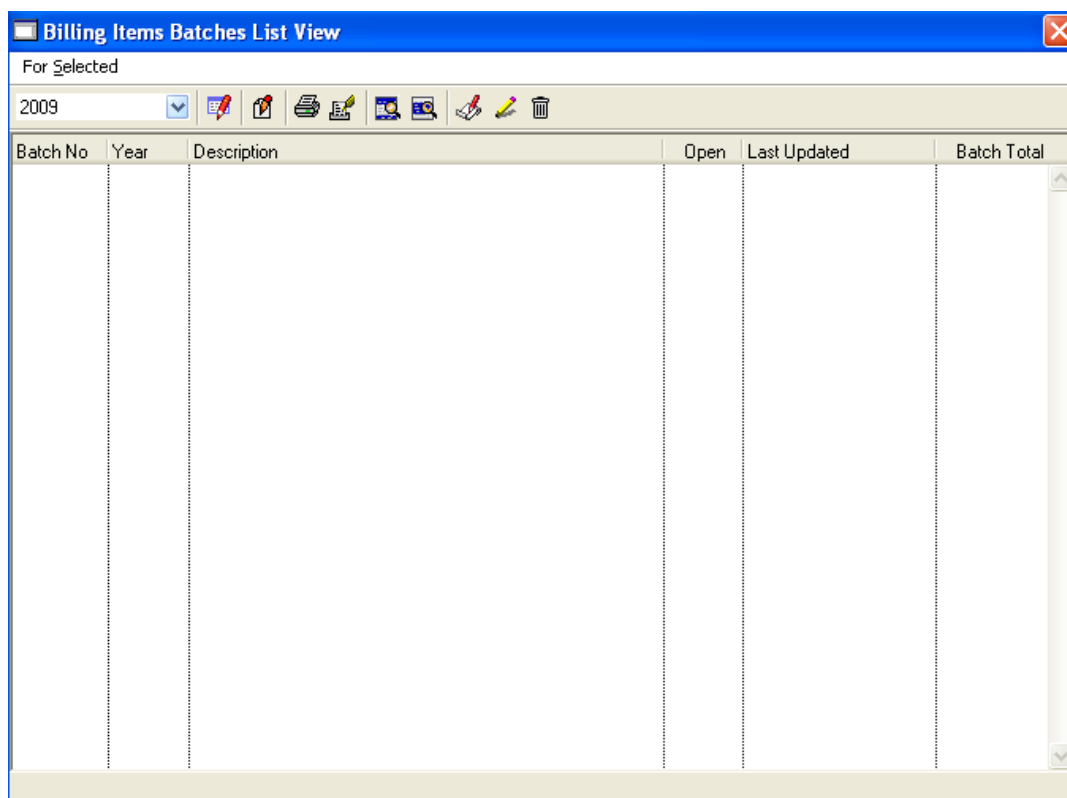 Billing Items Batches List View
For Selected
2009
Batch No Year Description Open Last Updated Batch Total